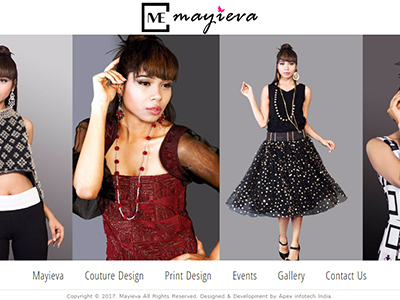 ME mayieva
Mayieva Couture Design Print Design Events Gallery Contact Us
Copyright © 2017. Mayieva All Rights Reserved. Designed & Development by Apex infotech India